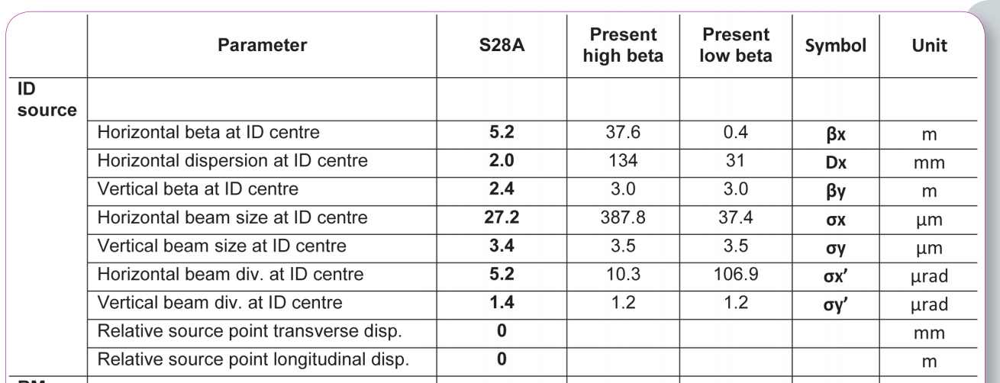 Parameter S28A Present high beta Present low beta Symbol Unit
ID source
Horizontal beta at ID centre 5.2 37.6 0.4 βx m
Horizontal dispersion at ID centre 2.0 134 31 Dx mm
Vertical beta at ID centre 2.4 3.0 3.0 βy m
Horizontal beam size at ID centre 27.2 387.8 37.4 σx μm
Vertical beam size at ID centre 3.4 3.5 3.5 σy μm
Horizontal beam div. at ID centre 5.2 10.3 106.9 σx’ μrad
Vertical beam div. at ID centre 1.4 1.2 1.2 σy’ μrad
Relative source point transverse disp. 0 mm
Relative source point longitudinal disp. 0 m